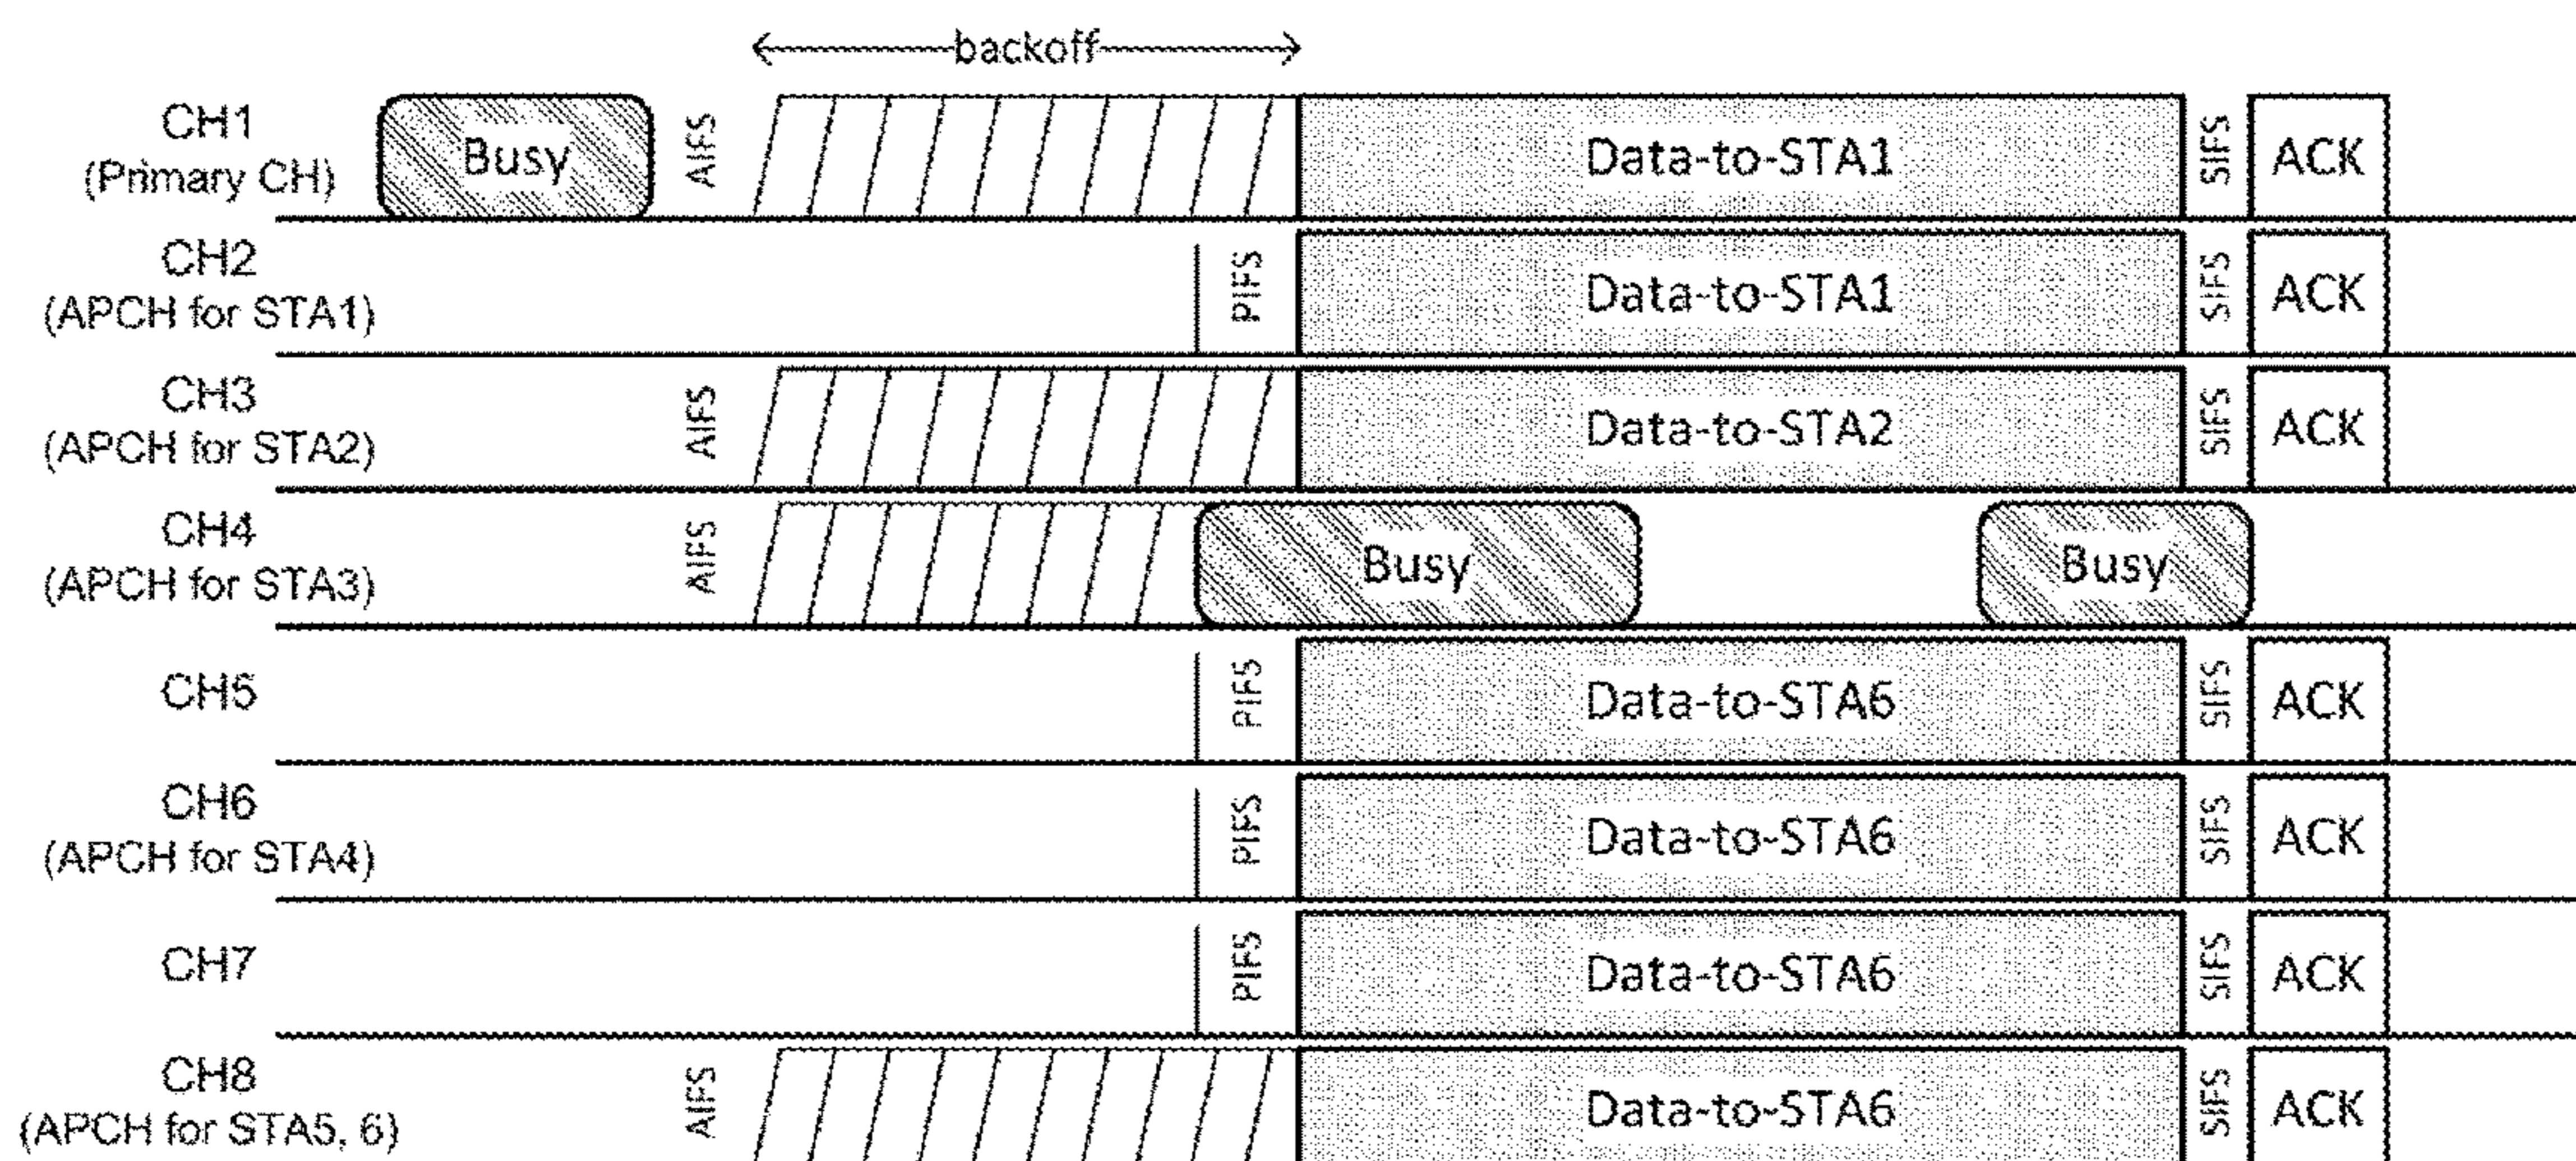 backoff
CH1
(Primary CH)
Busy
AIFS
Data-to-STA1
SIFS
ACK
CH2
(APCH for STA1)
PIFS
Data-to-STA1
SIFS
ACK
CH3
(APCH for STA2)
AIFS
Data-to-STA2
SIFS
ACK
CH4
(APCH for STA3)
AIFS
Busy
Busy
CH5
PIFS
Data-to-STA6
SIFS
ACK
CH6
(APCH for STA4)
PIFS
Data-to-STA6
SIFS
ACK
CH7
PIFS
Data-to-STA6
SIFS
ACK
CH8
(APCH for STA5, 6)
AIFS
Data-to-STA6
SIFS
ACK